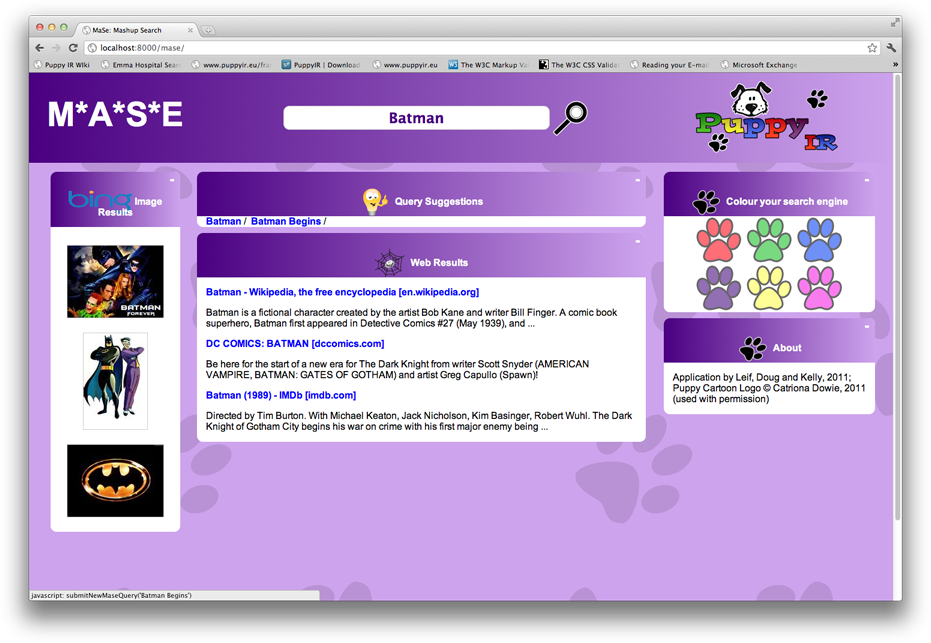 MaSe: Mashup Search
localhost:8000/mase/
Puppy IR Wiki
Emma Hospital Sear
www.puppyir.eu/fra
PuppyIR | Download
www.puppyir.eu
The W3C Markup Va
The W3C CSS Valida
Reading your E-mail
Microsoft Exchange
M*A*S*E
Batman
Puppy
IR
bing Image
Results
BATMAN
FOREVER
Query Suggestions
Batman / Batman Begins /
Web Results
Batman - Wikipedia, the free encyclopedia [en.wikipedia.org]
Batman is a fictional character created by the artist Bob Kane and writer Bill Finger. A comic book
superhero, Batman first appeared in Detective Comics #27 (May 1939), and ...
DC COMICS: BATMAN [dccomics.com]
Be here for the start of a new era for The Dark Knight from writer Scott Snyder (AMERICAN
VAMPIRE, BATMAN: GATES OF GOTHAM) and artist Greg Capullo (Spawn)!
Batman (1989) - IMDb [imdb.com]
Directed by Tim Burton. With Michael Keaton, Jack Nicholson, Kim Basinger, Robert Wuhl. The Dark
Knight of Gotham City begins his war on crime with his first major enemy being ...
Colour your search engine
About
Application by Leif, Doug and Kelly, 2011;
Puppy Cartoon Logo © Catriona Dowie, 2011
(used with permission)
javascript: submitNewMaseQuery('Batman Begins')